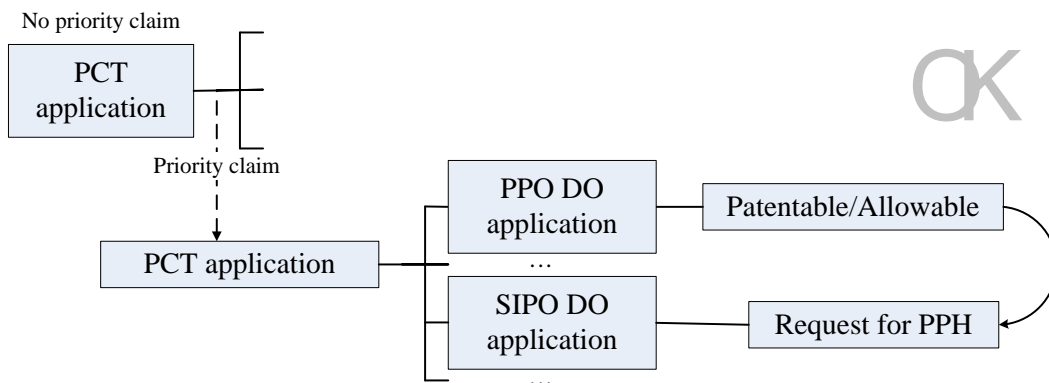 No priority claim
PCT
application
OK
Priority claim
PPO DO
application
Patentable/Allowable
PCT application
...
SIPO DO
application
Request for PPH
...